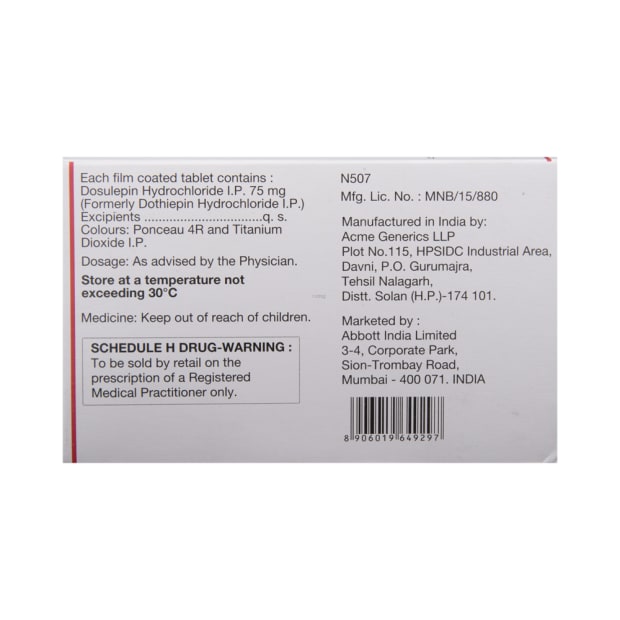 Each film coated tablet contains :
Dosulepin Hydrochloride I.P. 75 mg
(Formerly Dothiepin Hydrochloride I.P.)
Excipients .................................q. s.
Colours: Ponceau 4R and Titanium
Dioxide I.P.
Dosage: As advised by the Physician.
Store at a temperature not
exceeding 30°C
Medicine: Keep out of reach of children.
SCHEDULE H DRUG-WARNING :
To be sold by retail on the
prescription of a Registered
Medical Practitioner only.
N507
Mfg. Lic. No. : MNB/15/880
Manufactured in India by:
Acme Generics LLP
Plot No.115, HPSIDC Industrial Area,
Davni, P.O. Gurumajra,
Tehsil Nalagarh,
Distt. Solan (H.P.)-174 101.
Marketed by :
Abbott India Limited
3-4, Corporate Park,
Sion-Trombay Road,
Mumbai - 400 071. INDIA
8 906019 649297